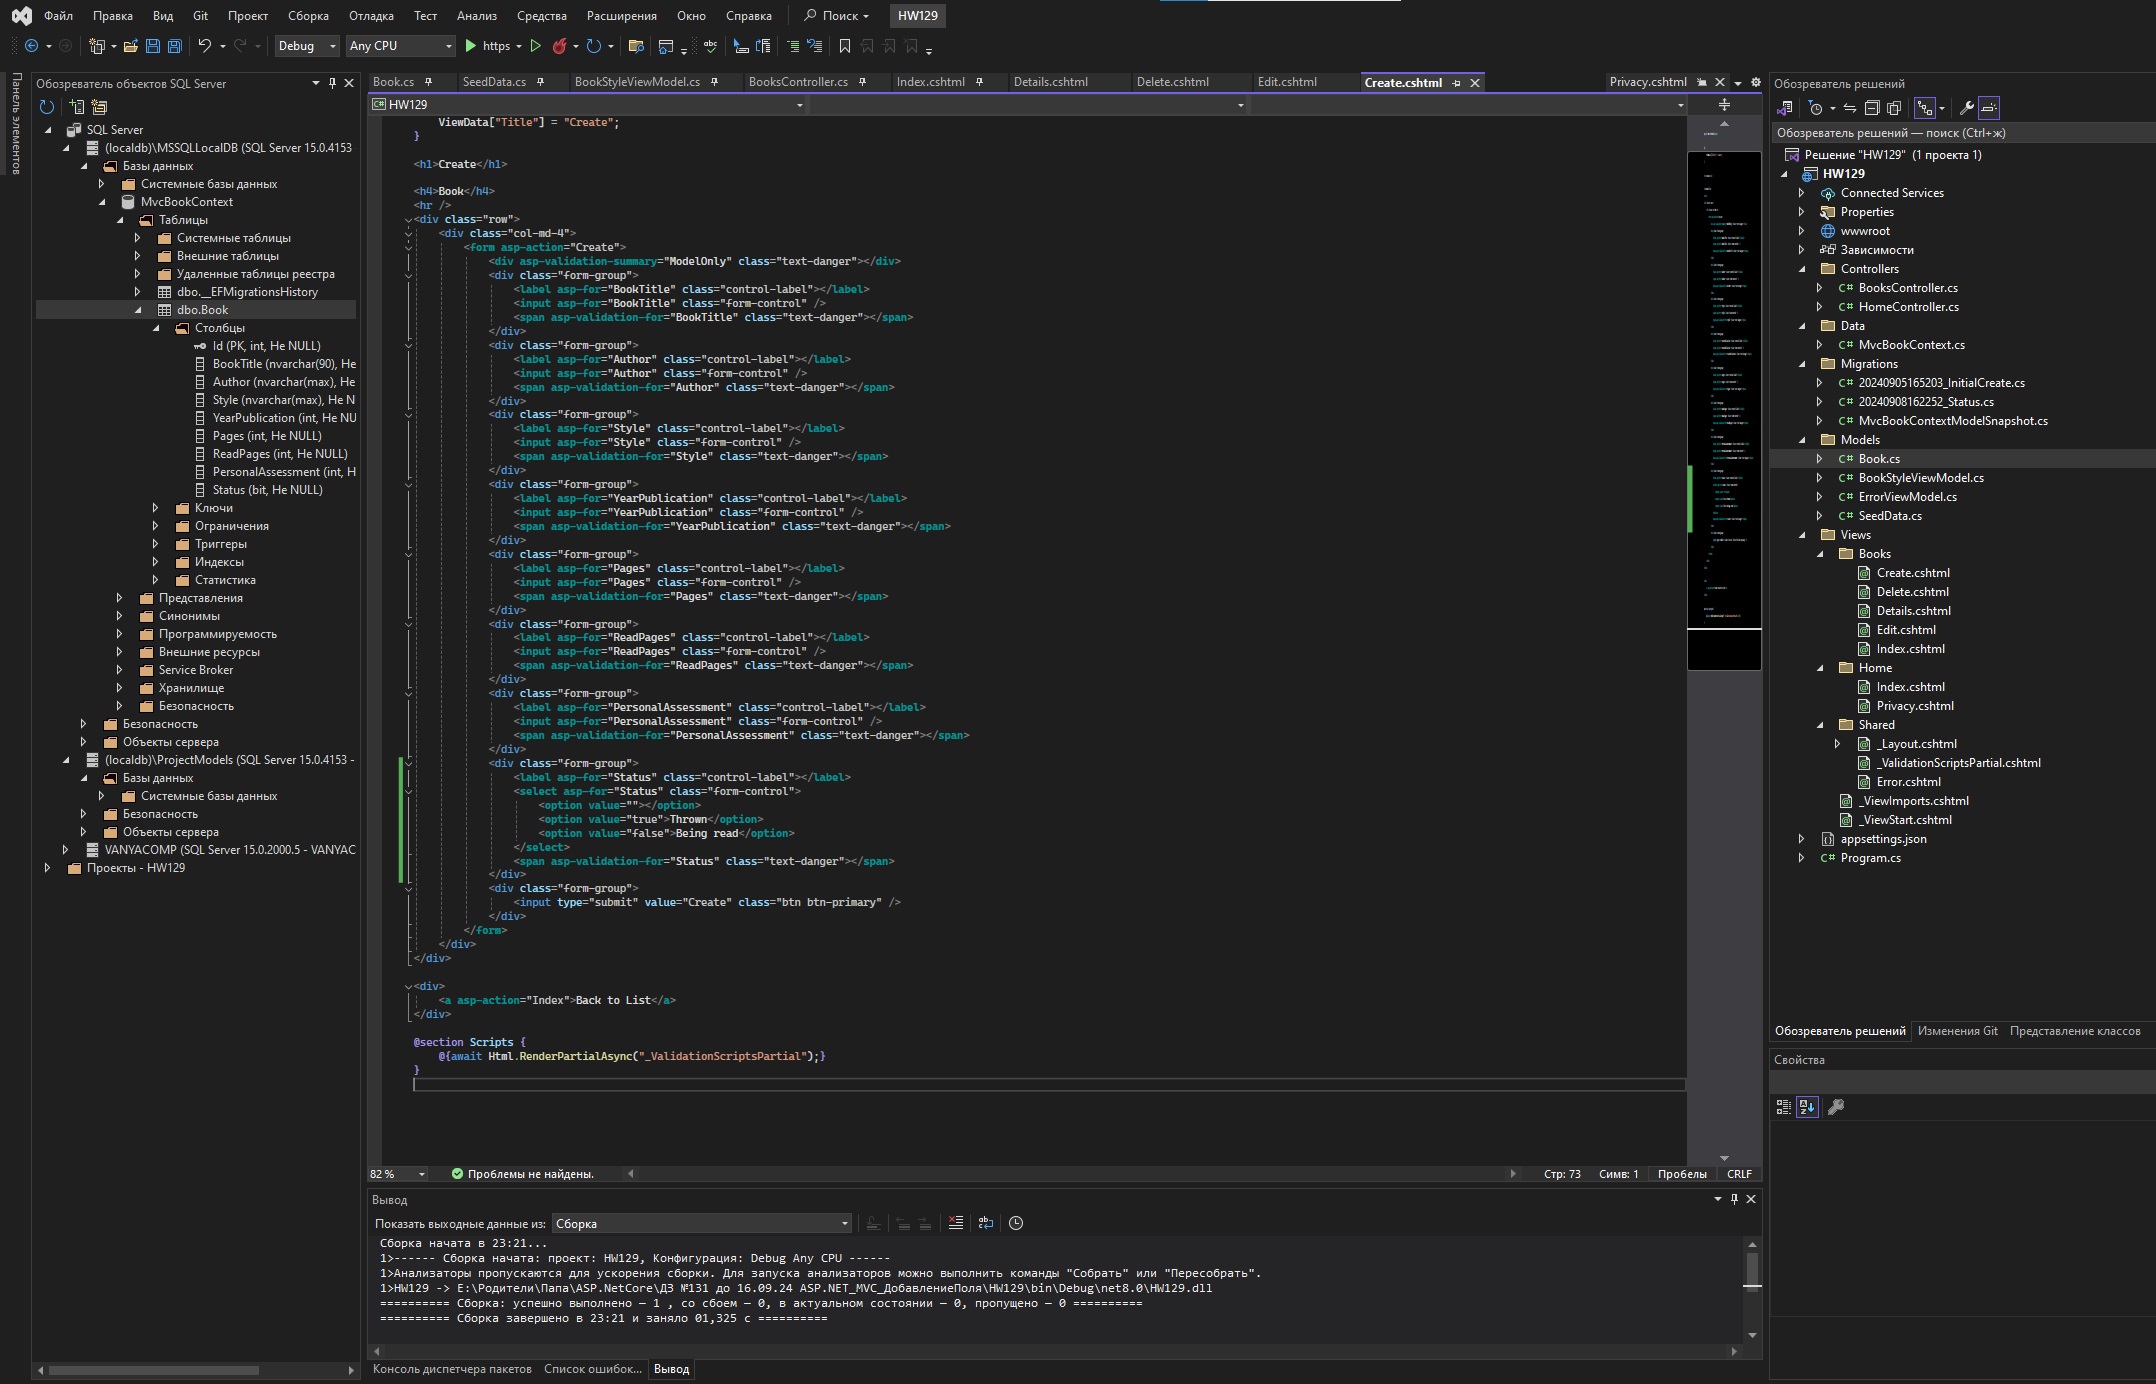 Файл Правка Вид Git Проект Сборка Отладка Тест Анализ Средства Расширения Окно Справка Поиск HW129
Debug Any CPU https
Панель элементов
Обозреватель объектов SQL Server
SQL Server
(localdb)\MSSQLLocalDB (SQL Server 15.0.4153
Базы данных
Системные базы данных
MvcBookContext
Таблицы
Системные таблицы
Внешние таблицы
Удаленные таблицы реестра
dbo.__EFMigrationsHistory
dbo.Book
Столбцы
Id (PK, int, Не NULL)
BookTitle (nvarchar(90), Не
Author (nvarchar(max), Не
Style (nvarchar(max), Не N
YearPublication (int, Не NU
Pages (int, Не NULL)
ReadPages (int, Не NULL)
PersonalAssessment (int, Н
Status (bit, Не NULL)
Ключи
Ограничения
Триггеры
Индексы
Статистика
Представления
Синонимы
Программируемость
Внешние ресурсы
Service Broker
Хранилище
Безопасность
Безопасность
Объекты сервера
(localdb)\ProjectModels (SQL Server 15.0.4153 -
Базы данных
Системные базы данных
Безопасность
Объекты сервера
VANYACOMP (SQL Server 15.0.2000.5 - VANYAC
Проекты - HW129
Book.cs SeedData.cs BookStyleViewModel.cs BooksController.cs Index.cshtml Details.cshtml Delete.cshtml Edit.cshtml Create.cshtml Privacy.cshtml
C# HW129
ViewData["Title"] = "Create";
}
<h1>Create</h1>
<h4>Book</h4>
<hr />
<div class="row">
<div class="col-md-4">
<form asp-action="Create">
<div asp-validation-summary="ModelOnly" class="text-danger"></div>
<div class="form-group">
<label asp-for="BookTitle" class="control-label"></label>
<input asp-for="BookTitle" class="form-control" />
<span asp-validation-for="BookTitle" class="text-danger"></span>
</div>
<div class="form-group">
<label asp-for="Author" class="control-label"></label>
<input asp-for="Author" class="form-control" />
<span asp-validation-for="Author" class="text-danger"></span>
</div>
<div class="form-group">
<label asp-for="Style" class="control-label"></label>
<input asp-for="Style" class="form-control" />
<span asp-validation-for="Style" class="text-danger"></span>
</div>
<div class="form-group">
<label asp-for="YearPublication" class="control-label"></label>
<input asp-for="YearPublication" class="form-control" />
<span asp-validation-for="YearPublication" class="text-danger"></span>
</div>
<div class="form-group">
<label asp-for="Pages" class="control-label"></label>
<input asp-for="Pages" class="form-control" />
<span asp-validation-for="Pages" class="text-danger"></span>
</div>
<div class="form-group">
<label asp-for="ReadPages" class="control-label"></label>
<input asp-for="ReadPages" class="form-control" />
<span asp-validation-for="ReadPages" class="text-danger"></span>
</div>
<div class="form-group">
<label asp-for="PersonalAssessment" class="control-label"></label>
<input asp-for="PersonalAssessment" class="form-control" />
<span asp-validation-for="PersonalAssessment" class="text-danger"></span>
</div>
<div class="form-group">
<label asp-for="Status" class="control-label"></label>
<select asp-for="Status" class="form-control">
<option value=""></option>
<option value="true">Thrown</option>
<option value="false">Being read</option>
</select>
<span asp-validation-for="Status" class="text-danger"></span>
</div>
<div class="form-group">
<input type="submit" value="Create" class="btn btn-primary" />
</div>
</form>
</div>
</div>
<div>
<a asp-action="Index">Back to List</a>
</div>
@section Scripts {
@{await Html.RenderPartialAsync("_ValidationScriptsPartial");}
}
82 % Проблемы не найдены. Стр: 73 Симв: 1 Пробелы CRLF
Вывод
Показать выходные данные из: Сборка
Сборка начата в 23:21...
1>------ Сборка начата: проект: HW129, Конфигурация: Debug Any CPU ------
1>Анализаторы пропускаются для ускорения сборки. Для запуска анализаторов можно выполнить команды "Собрать" или "Пересобрать".
1>HW129 -> E:\Родители\Папа\ASP.NetCore\ДЗ №131 до 16.09.24 ASP.NET_MVC_ДобавлениеПоля\HW129\bin\Debug\net8.0\HW129.dll
========== Сборка: успешно выполнено — 1 , со сбоем — 0, в актуальном состоянии — 0, пропущено — 0 ==========
========== Сборка завершено в 23:21 и заняло 01,325 с ==========
Консоль диспетчера пакетов Список ошибок... Вывод
Обозреватель решений
Обозреватель решений — поиск (Ctrl+ж)
Решение "HW129" (1 проекта 1)
HW129
Connected Services
Properties
wwwroot
Зависимости
Controllers
C# BooksController.cs
C# HomeController.cs
Data
C# MvcBookContext.cs
Migrations
C# 20240905165203_InitialCreate.cs
C# 20240908162252_Status.cs
C# MvcBookContextModelSnapshot.cs
Models
C# Book.cs
C# BookStyleViewModel.cs
C# ErrorViewModel.cs
C# SeedData.cs
Views
Books
Create.cshtml
Delete.cshtml
Details.cshtml
Edit.cshtml
Index.cshtml
Home
Index.cshtml
Privacy.cshtml
Shared
_Layout.cshtml
_ValidationScriptsPartial.cshtml
Error.cshtml
_ViewImports.cshtml
_ViewStart.cshtml
appsettings.json
C# Program.cs
Обозреватель решений Изменения Git Представление классов
Свойства